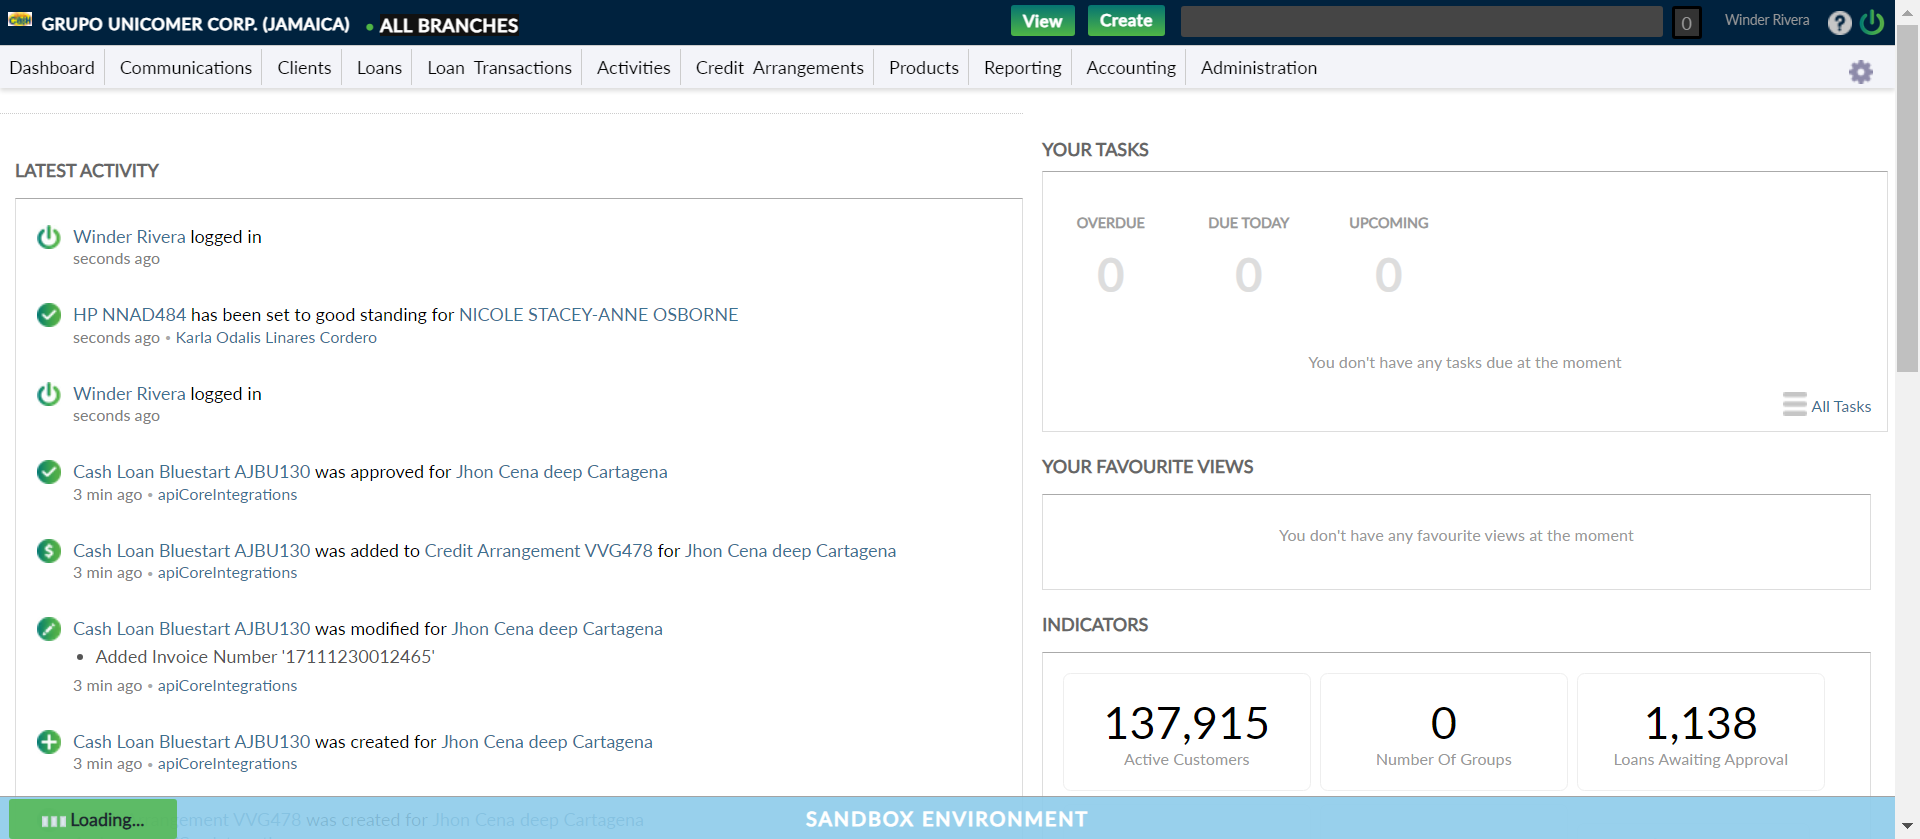 Cash
GRUPO UNICOMER CORP. (JAMAICA) • ALL BRANCHES
View
Create
0
Winder Rivera
?
Dashboard
Communications
Clients
Loans
Loan Transactions
Activities
Credit Arrangements
Products
Reporting
Accounting
Administration
LATEST ACTIVITY
Winder Rivera logged in
seconds ago
HP NNAD484 has been set to good standing for NICOLE STACEY-ANNE OSBORNE
seconds ago • Karla Odalis Linares Cordero
Winder Rivera logged in
seconds ago
Cash Loan Bluestart AJBU130 was approved for Jhon Cena deep Cartagena
3 min ago • apiCoreIntegrations
Cash Loan Bluestart AJBU130 was added to Credit Arrangement VVG478 for Jhon Cena deep Cartagena
3 min ago • apiCoreIntegrations
Cash Loan Bluestart AJBU130 was modified for Jhon Cena deep Cartagena
• Added Invoice Number '17111230012465'
3 min ago • apiCoreIntegrations
Cash Loan Bluestart AJBU130 was created for Jhon Cena deep Cartagena
3 min ago • apiCoreIntegrations
VVG478 was created for Jhon Cena deep Cartagena
YOUR TASKS
OVERDUE
DUE TODAY
UPCOMING
0
0
0
You don't have any tasks due at the moment
All Tasks
YOUR FAVOURITE VIEWS
You don't have any favourite views at the moment
INDICATORS
137,915
Active Customers
0
Number Of Groups
1,138
Loans Awaiting Approval
Loading...
SANDBOX ENVIRONMENT